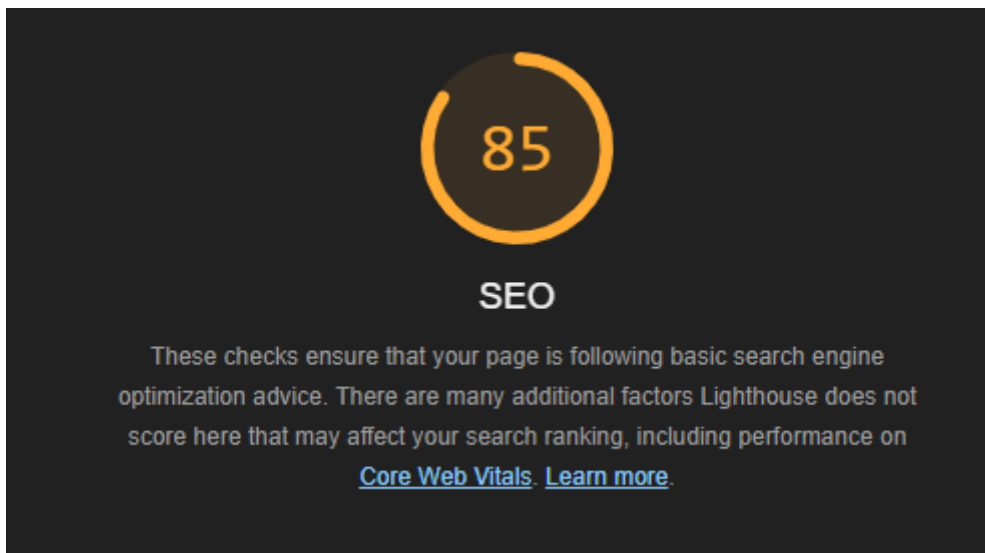 85
SEO
These checks ensure that your page is following basic search engine
optimization advice. There are many additional factors Lighthouse does not
score here that may affect your search ranking, including performance on
Core Web Vitals. Learn more.